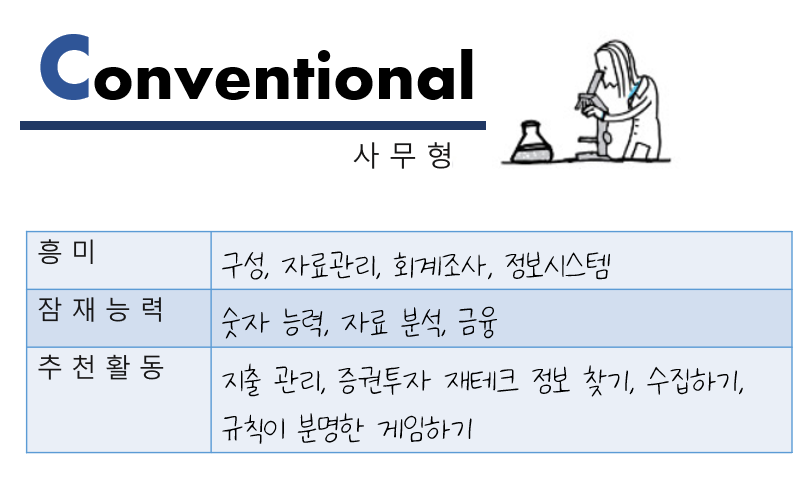 Conventional
사 무 형
흥 미
구성, 자료관리, 회계조사, 정보시스템
잠 재 능 력
숫자 능력, 자료 분석, 금융
추 천 활 동
지출 관리, 증권투자 재테크 정보 찾기, 수집하기,
규칙이 분명한 게임하기